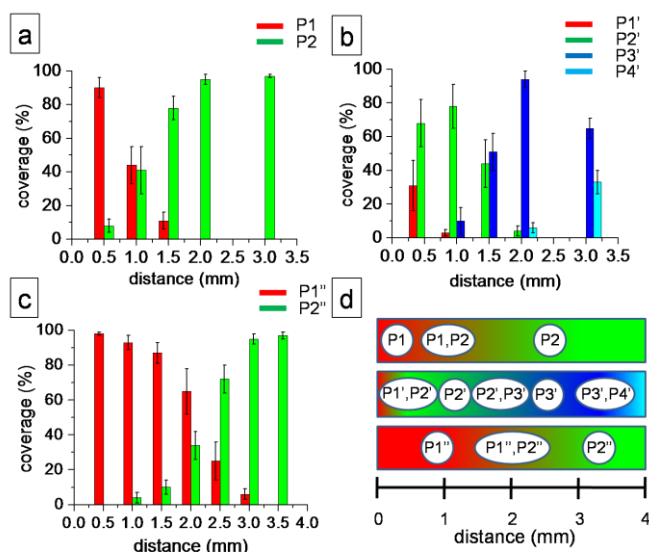 a
P1
P2
100
80
60
40
20
0
coverage (%)
0.0 0.5 1.0 1.5 2.0 2.5 3.0 3.5
distance (mm)
b
P1'
P2'
P3'
P4'
100
80
60
40
20
0
coverage (%)
0.0 0.5 1.0 1.5 2.0 2.5 3.0 3.5
distance (mm)
c
P1''
P2''
100
80
60
40
20
0
coverage (%)
0.0 0.5 1.0 1.5 2.0 2.5 3.0 3.5 4.0
distance (mm)
d
P1 P1,P2 P2
P1',P2' P2' P2',P3' P3' P3',P4'
P1'' P1'',P2'' P2''
0 1 2 3 4
distance (mm)